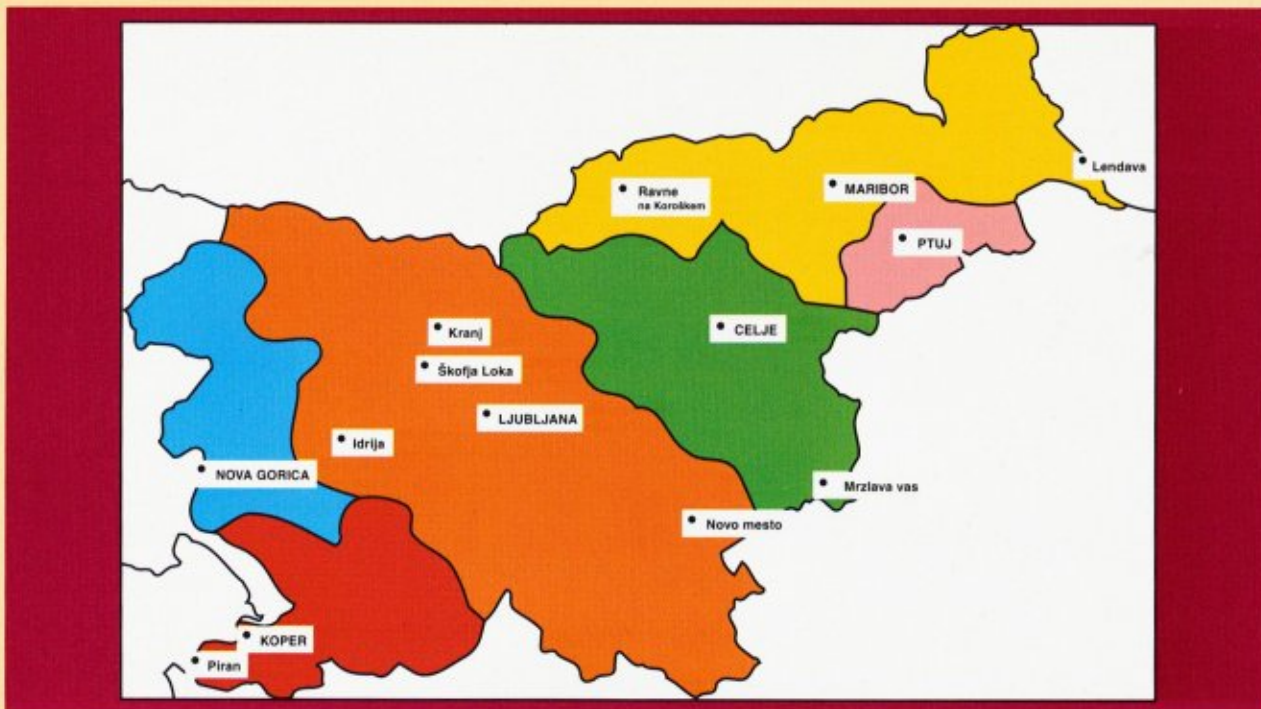 Lendava
Ravne
na Koroškem
MARIBOR
PTUJ
Kranj
CELJE
Škofja Loka
LJUBLJANA
Idrija
NOVA GORICA
Mrzlava vas
Novo mesto
KOPER
Piran